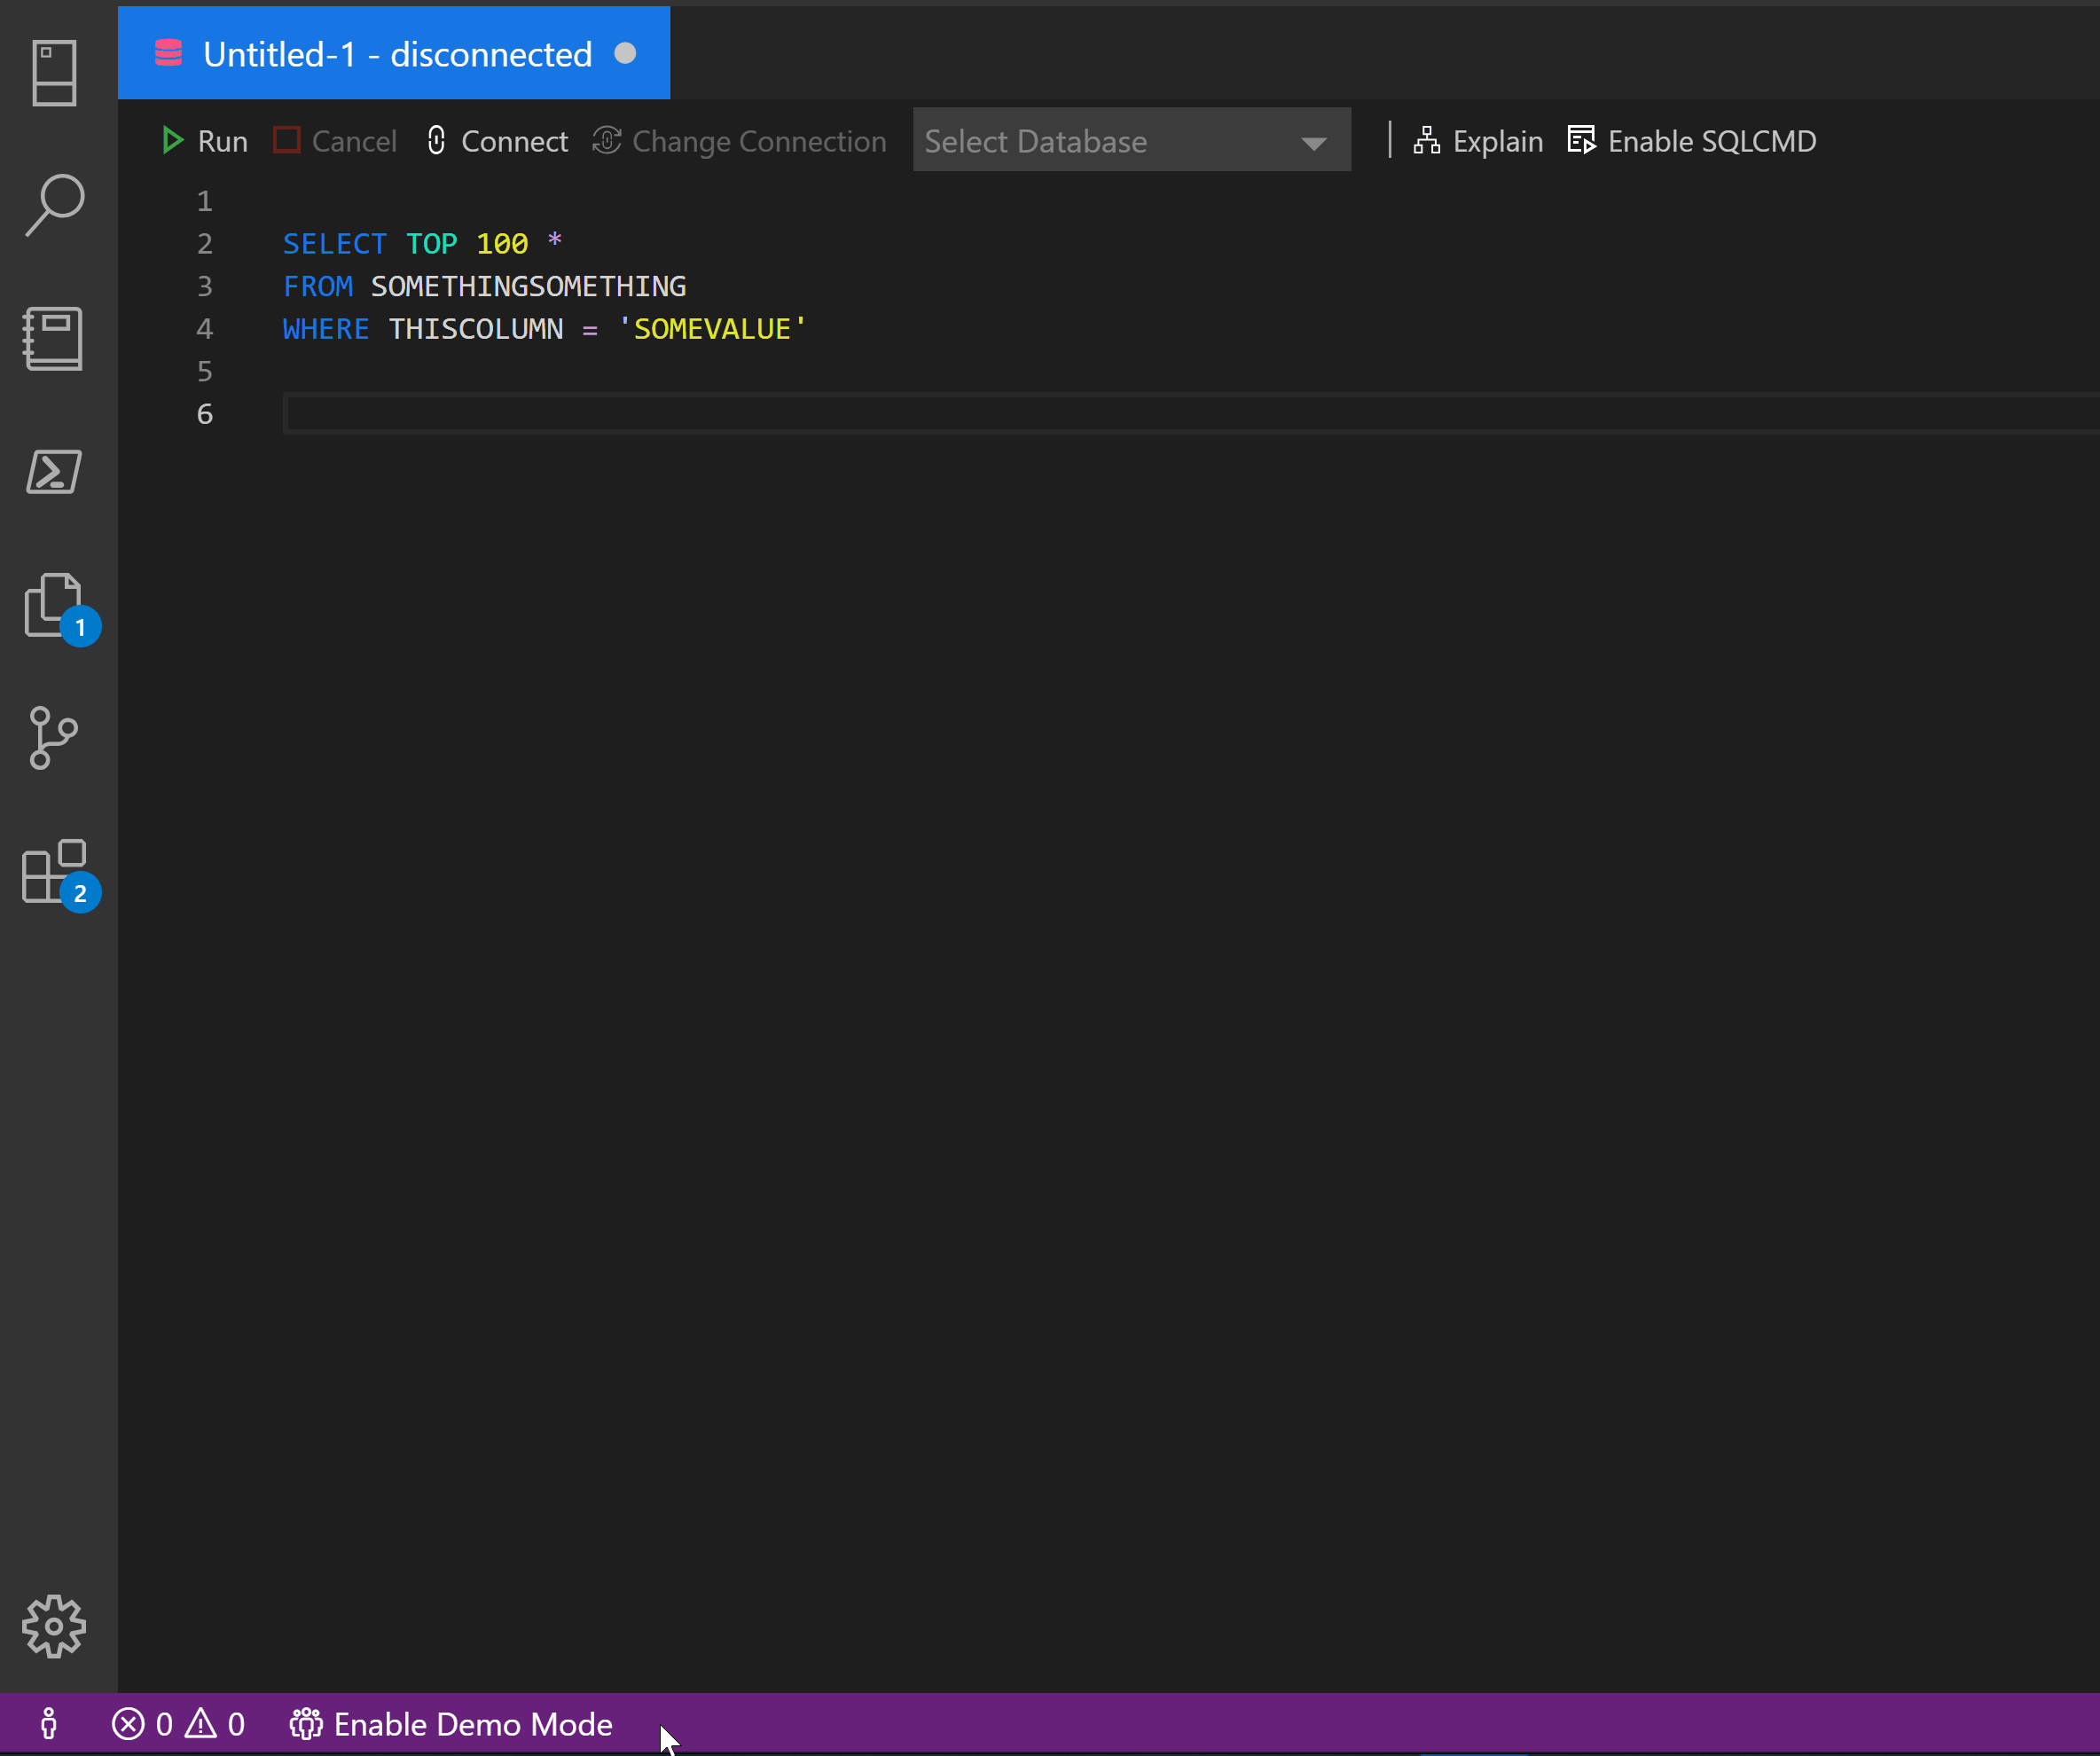 Untitled-1 - disconnected
Run Cancel Connect Change Connection Select Database Explain Enable SQLCMD
1
2 SELECT TOP 100 *
3 FROM SOMETHINGSOMETHING
4 WHERE THISCOLUMN = 'SOMEVALUE'
5
6
1
2
0 0 Enable Demo Mode